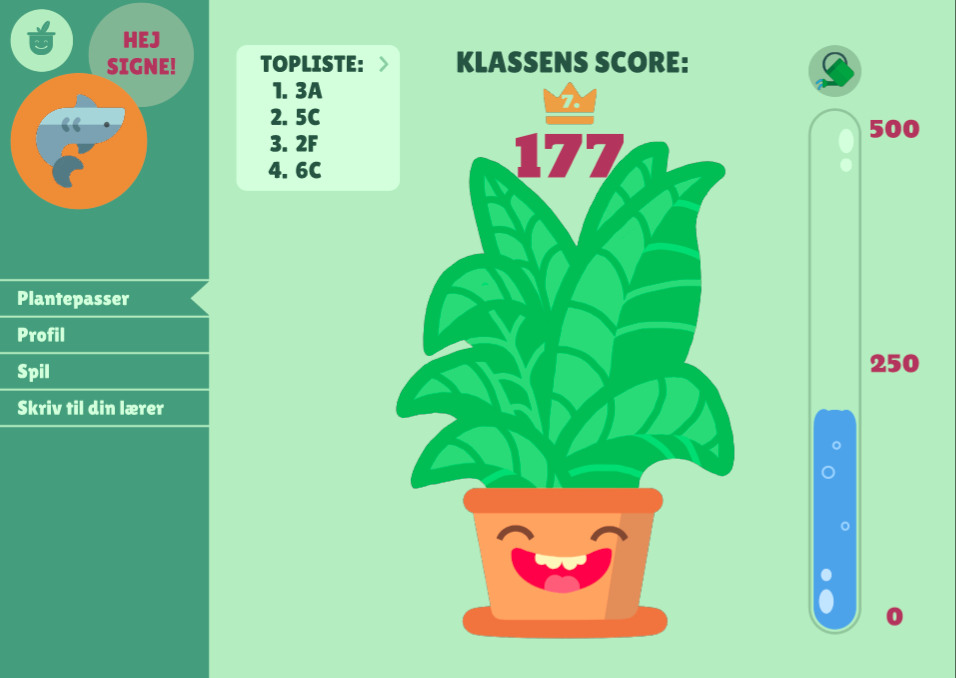 HEJ
SIGNE!
Plantepasser
Profil
Spil
Skriv til din lærer
TOPLISTE:
1. 3A
2. 5C
3. 2F
4. 6C
KLASSENS SCORE:
7.
177
500
250
0